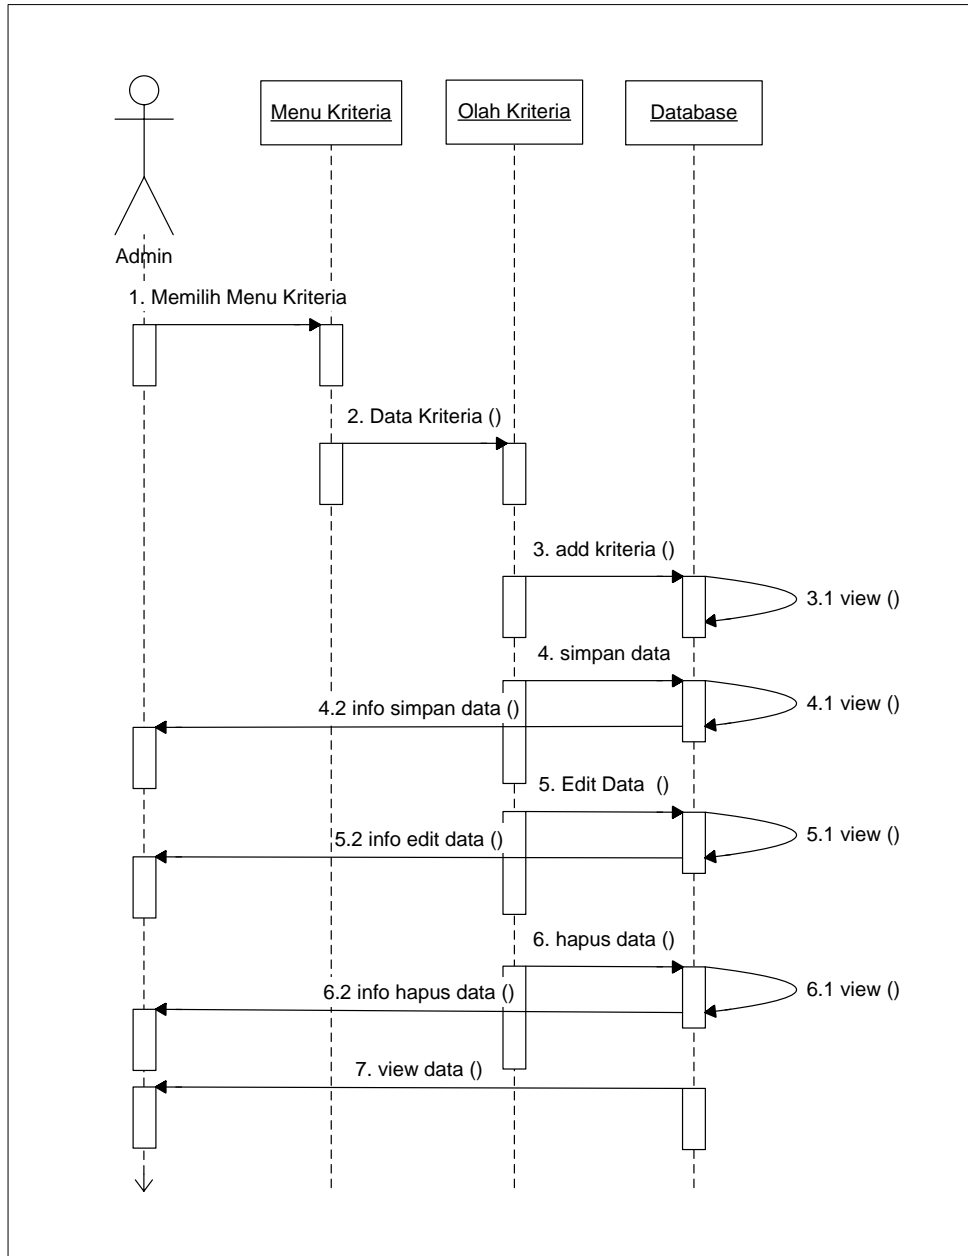 Menu Kriteria
Olah Kriteria
Database
Admin
1. Memilih Menu Kriteria
2. Data Kriteria ()
3. add kriteria ()
3.1 view ()
4. simpan data
4.1 view ()
4.2 info simpan data ()
5. Edit Data  ()
5.1 view ()
5.2 info edit data ()
6. hapus data ()
6.1 view ()
6.2 info hapus data ()
7. view data ()